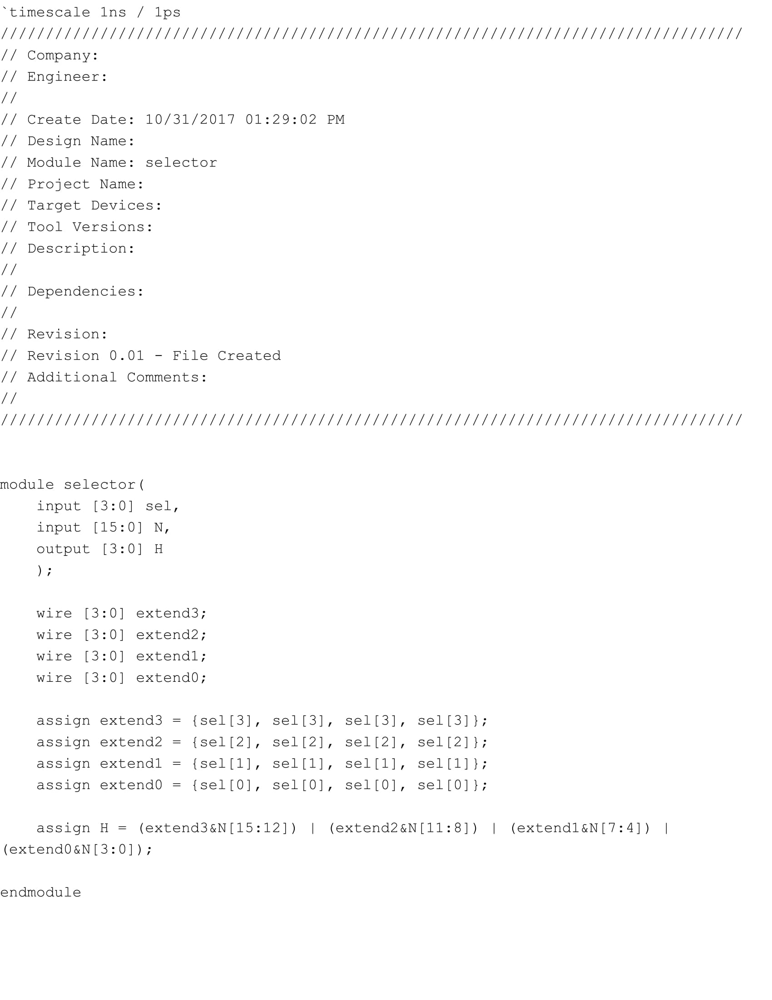 `timescale 1ns / 1ps
//////////////////////////////////////////////////////////////////////////////////
// Company:
// Engineer:
//
// Create Date: 10/31/2017 01:29:02 PM
// Design Name:
// Module Name: selector
// Project Name:
// Target Devices:
// Tool Versions:
// Description:
//
// Dependencies:
//
// Revision:
// Revision 0.01 - File Created
// Additional Comments:
//
//////////////////////////////////////////////////////////////////////////////////
module selector(
    input [3:0] sel,
    input [15:0] N,
    output [3:0] H
    );
    wire [3:0] extend3;
    wire [3:0] extend2;
    wire [3:0] extend1;
    wire [3:0] extend0;
    assign extend3 = {sel[3], sel[3], sel[3], sel[3]};
    assign extend2 = {sel[2], sel[2], sel[2], sel[2]};
    assign extend1 = {sel[1], sel[1], sel[1], sel[1]};
    assign extend0 = {sel[0], sel[0], sel[0], sel[0]};
    assign H = (extend3&N[15:12]) | (extend2&N[11:8]) | (extend1&N[7:4]) |
(extend0&N[3:0]);
endmodule